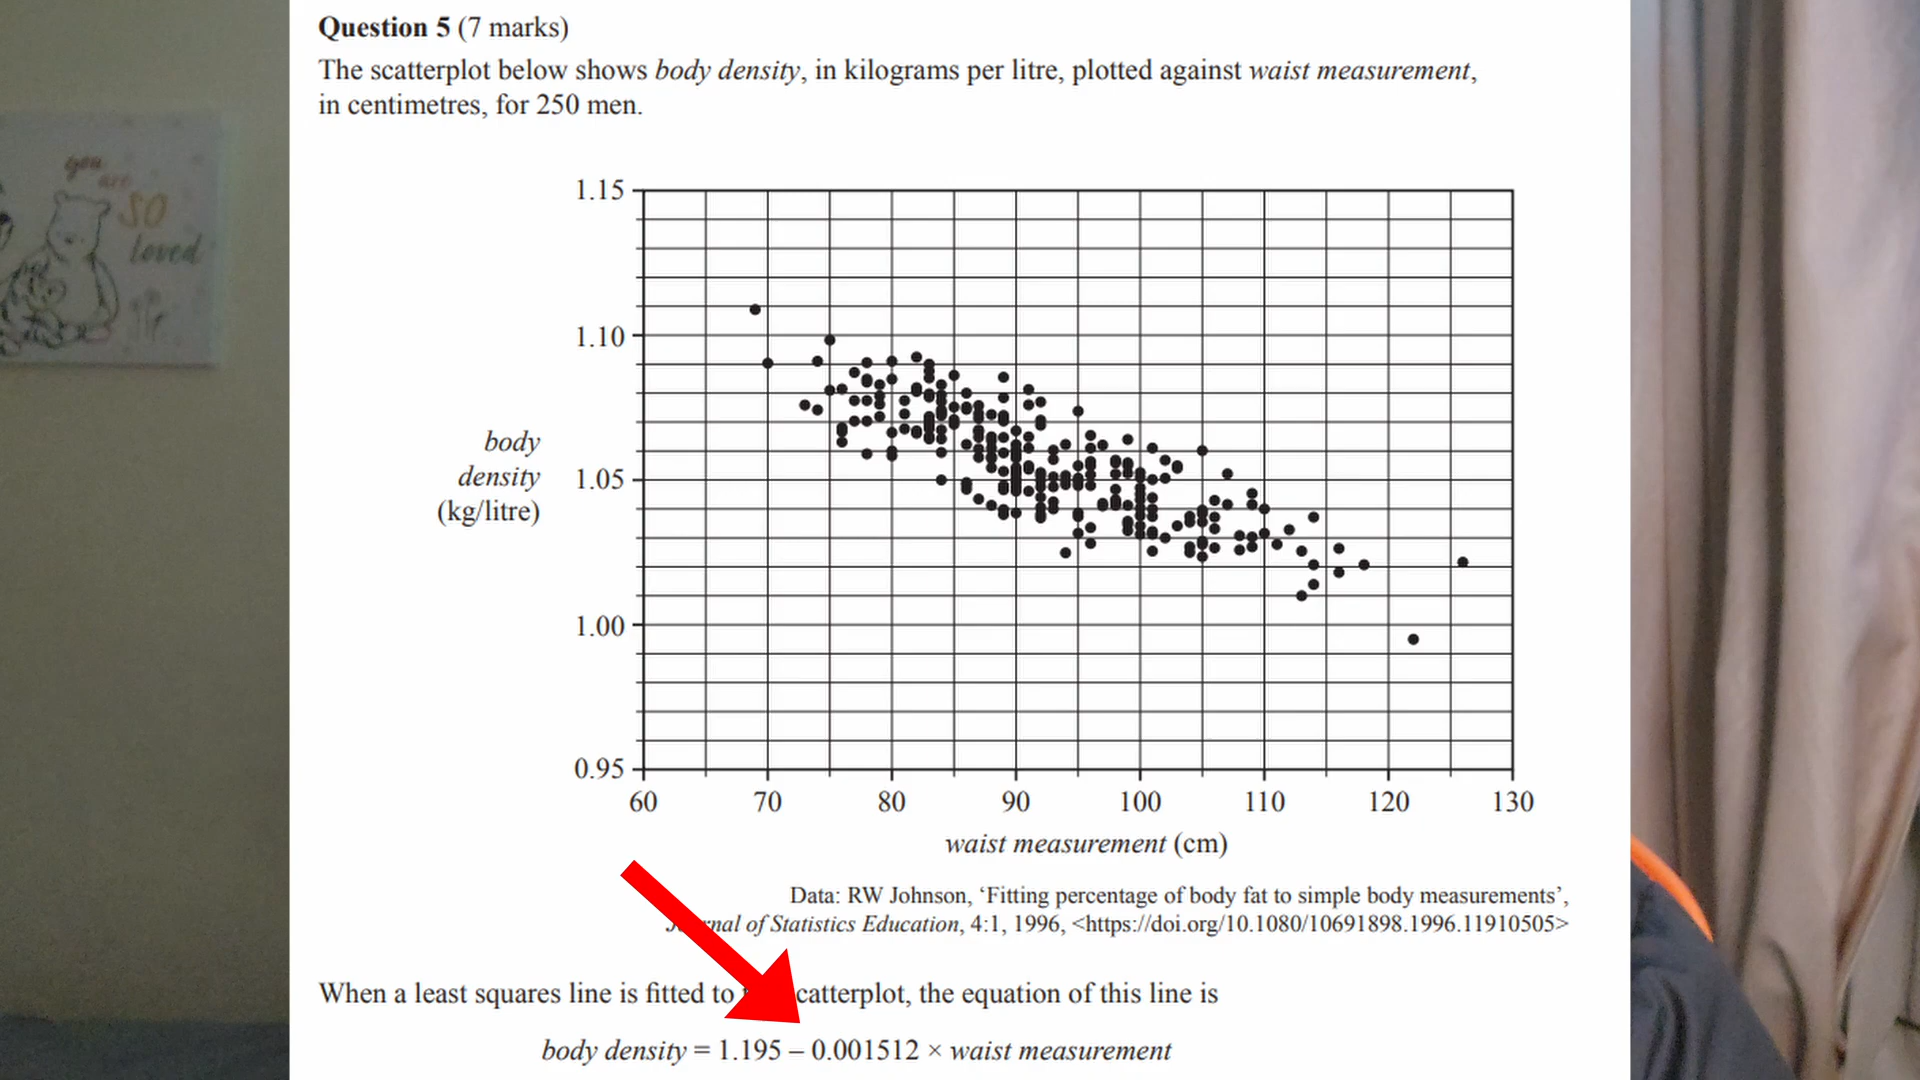 Question 5 (7 marks)
The scatterplot below shows body density, in kilograms per litre, plotted against waist measurement,
in centimetres, for 250 men.
you
are
SO
loved
1.15
1.10
1.05
1.00
0.95
body
density
(kg/litre)
60 70 80 90 100 110 120 130
waist measurement (cm)
Data: RW Johnson, ‘Fitting percentage of body fat to simple body measurements’,
of Statistics Education, 4:1, 1996, <https://doi.org/10.1080/10691898.1996.11910505>
When a least squares line is fitted to scatterplot, the equation of this line is
body density = 1.195 – 0.001512 × waist measurement